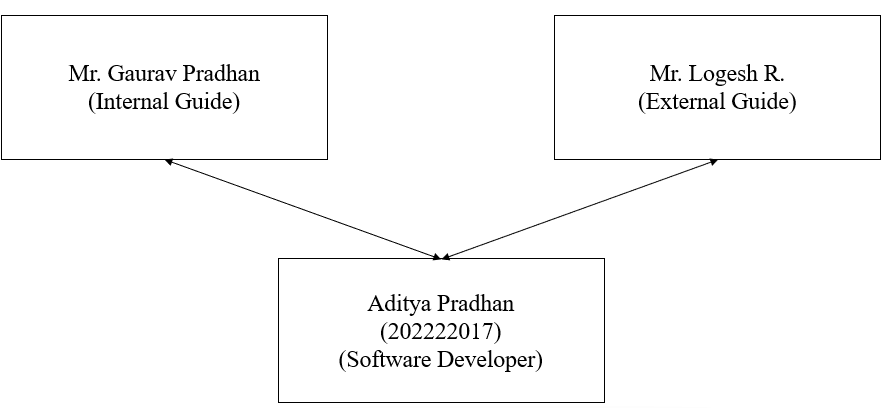 Mr. Gaurav Pradhan
(Internal Guide)
Mr. Logesh R.
(External Guide)
Aditya Pradhan
(202222017)
(Software Developer)